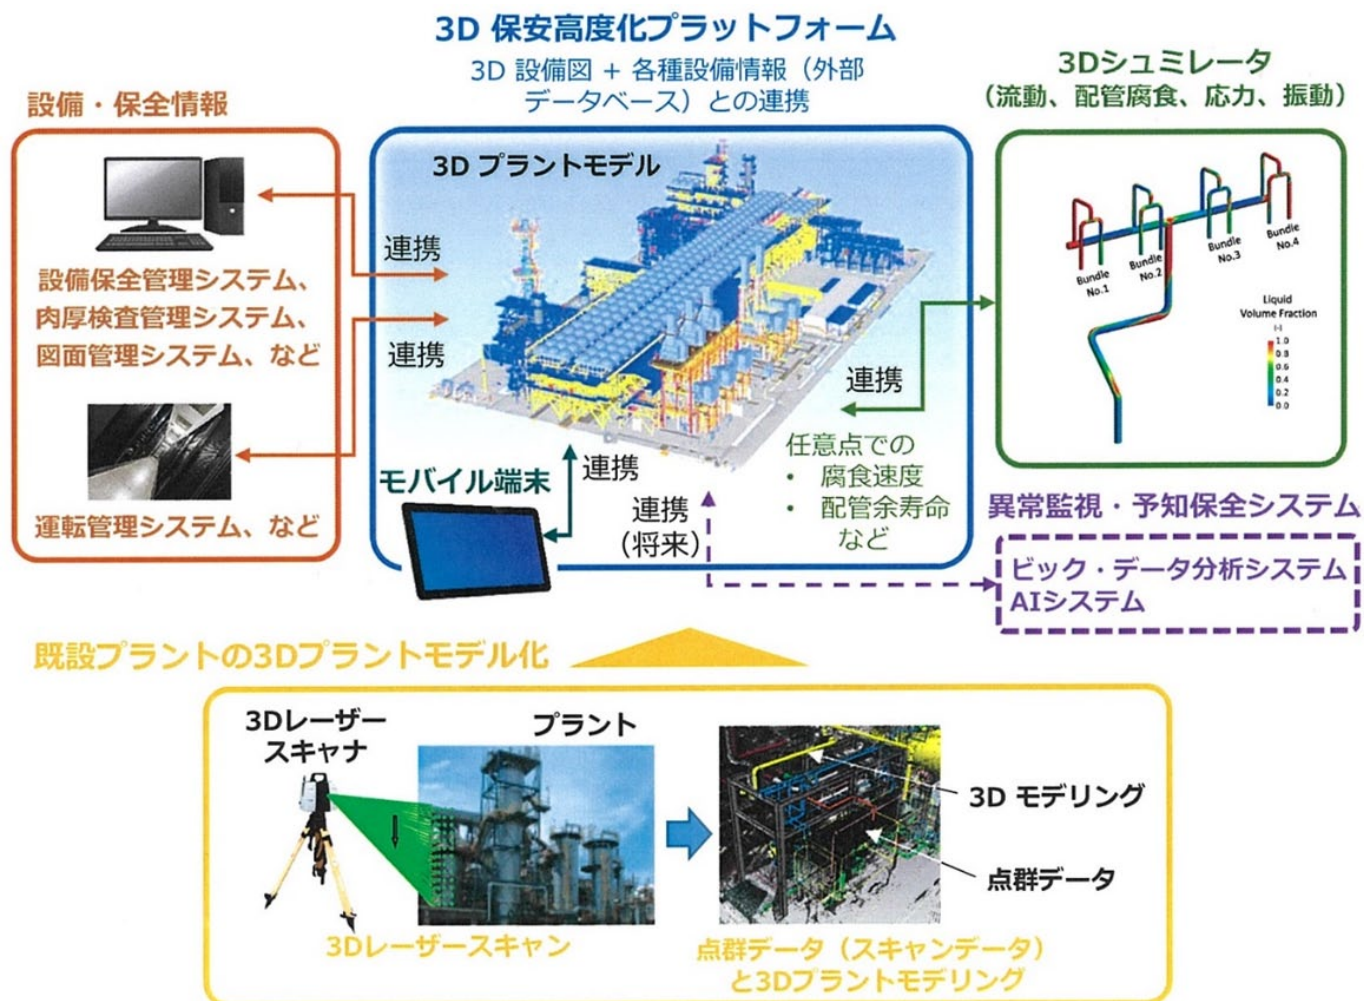 3D 保安高度化プラットフォーム
3D 設備図 + 各種設備情報（外部
データベース）との連携
設備・保全情報
設備保全管理システム、
肉厚検査管理システム、
図面管理システム、など
運転管理システム、など
3D プラントモデル
連携
連携
連携
モバイル端末
連携
（将来）
連携
任意点での
• 腐食速度
• 配管余寿命
など
3Dシュミレータ
（流動、配管腐食、応力、振動）
Bundle
No.1
Bundle
No.2
Bundle
No.3
Bundle
No.4
Liquid
Volume Fraction
[-]
1.0
0.8
0.6
0.4
0.2
0.0
異常監視・予知保全システム
ビック・データ分析システム
AIシステム
既設プラントの3Dプラントモデル化
3Dレーザー
スキャナ
プラント
3D モデリング
点群データ
3Dレーザースキャン
点群データ（スキャンデータ）
と3Dプラントモデリング